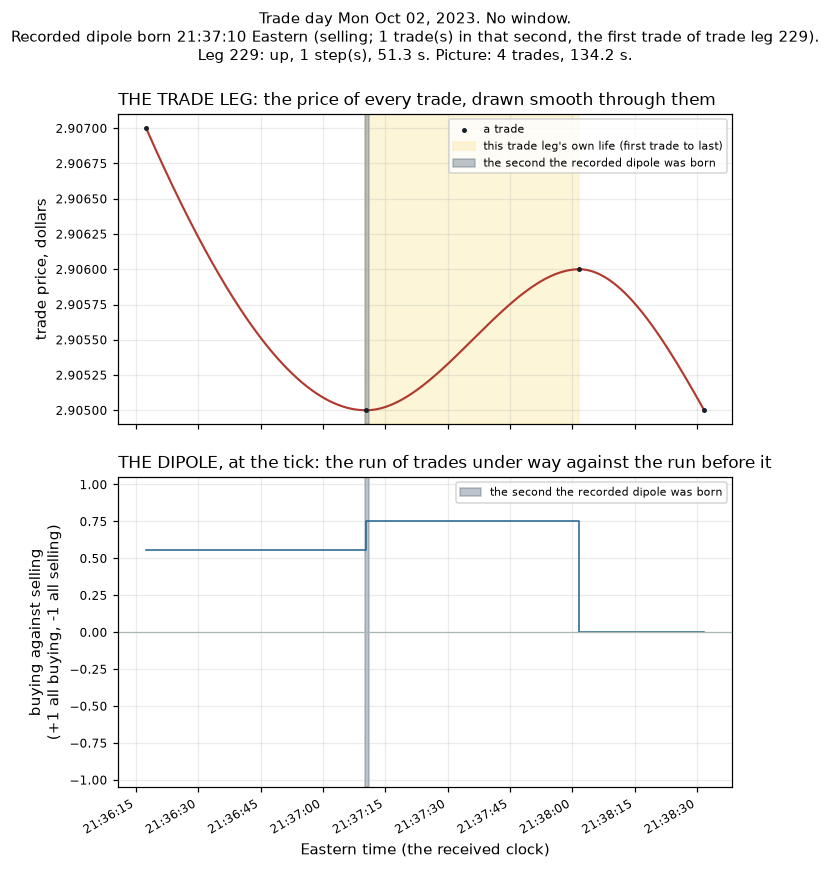 Trade day Mon Oct 02, 2023. No window.
Recorded dipole born 21:37:10 Eastern (selling; 1 trade(s) in that second, the first trade of trade leg 229).
Leg 229: up, 1 step(s), 51.3 s. Picture: 4 trades, 134.2 s.
THE TRADE LEG: the price of every trade, drawn smooth through them
a trade
this trade leg's own life (first trade to last)
the second the recorded dipole was born
trade price, dollars
2.90700
2.90675
2.90650
2.90625
2.90600
2.90575
2.90550
2.90525
2.90500
THE DIPOLE, at the tick: the run of trades under way against the run before it
the second the recorded dipole was born
buying against selling
(+1 all buying, -1 all selling)
1.00
0.75
0.50
0.25
0.00
−0.25
−0.50
−0.75
−1.00
21:36:15
21:36:30
21:36:45
21:37:00
21:37:15
21:37:30
21:37:45
21:38:00
21:38:15
21:38:30
Eastern time (the received clock)